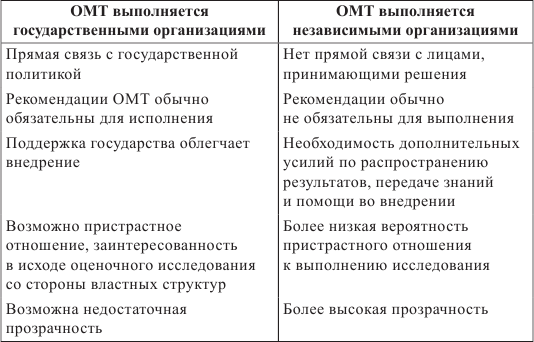 ОМТ выполняется
государственными организациями
ОМТ выполняется
независимыми организациями
Прямая связь с государственной
политикой
Нет прямой связи с лицами,
принимающими решения
Рекомендации ОМТ обычно
обязательны для исполнения
Рекомендации обычно
не обязательны для выполнения
Поддержка государства облегчает
внедрение
Необходимость дополнительных
усилий по распространению
результатов, передаче знаний
и помощи во внедрении
Возможно пристрастное
отношение, заинтересованность
в исходе оценочного исследования
со стороны властных структур
Более низкая вероятность
пристрастного отношения
к выполнению исследования
Возможна недостаточная
прозрачность
Более высокая прозрачность